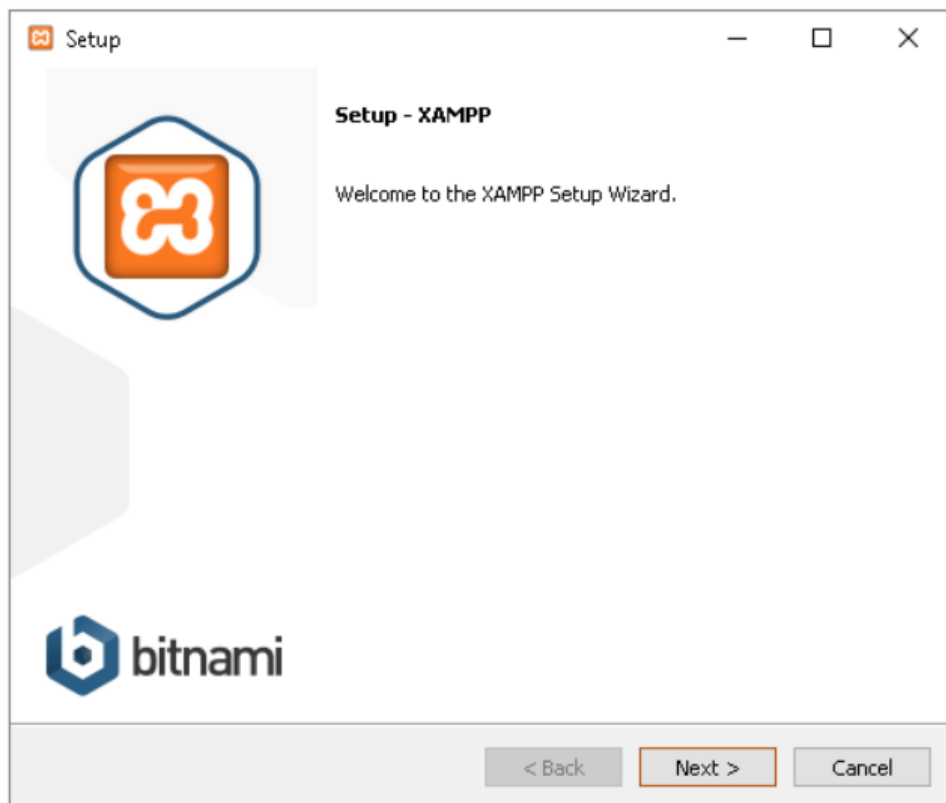 Setup
Setup - XAMPP
Welcome to the XAMPP Setup Wizard.
bitnami
< Back Next > Cancel